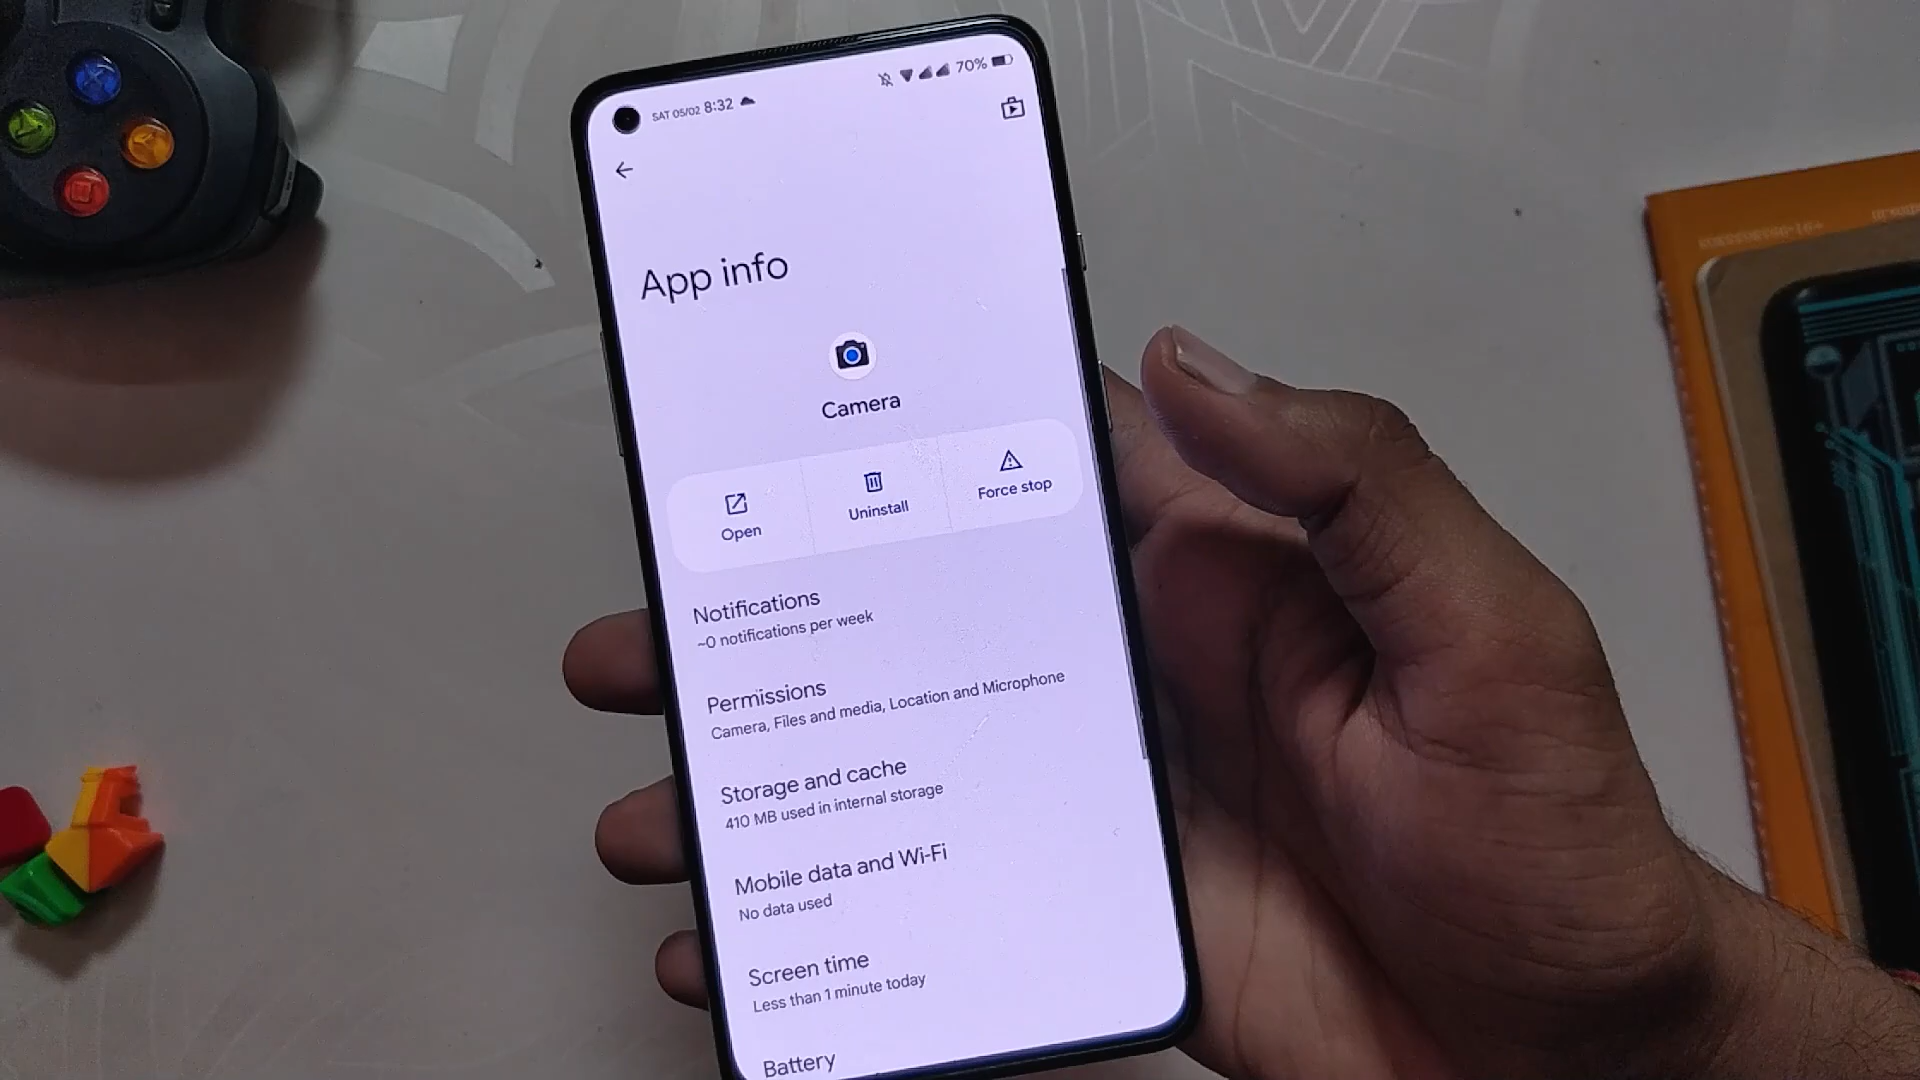 SAT 05/02 8:32
70%
App info
Camera
Open
Uninstall
Force stop
Notifications
~0 notifications per week
Permissions
Camera, Files and media, Location and Microphone
Storage and cache
410 MB used in internal storage
Mobile data and Wi-Fi
No data used
Screen time
Less than 1 minute today
Battery
X